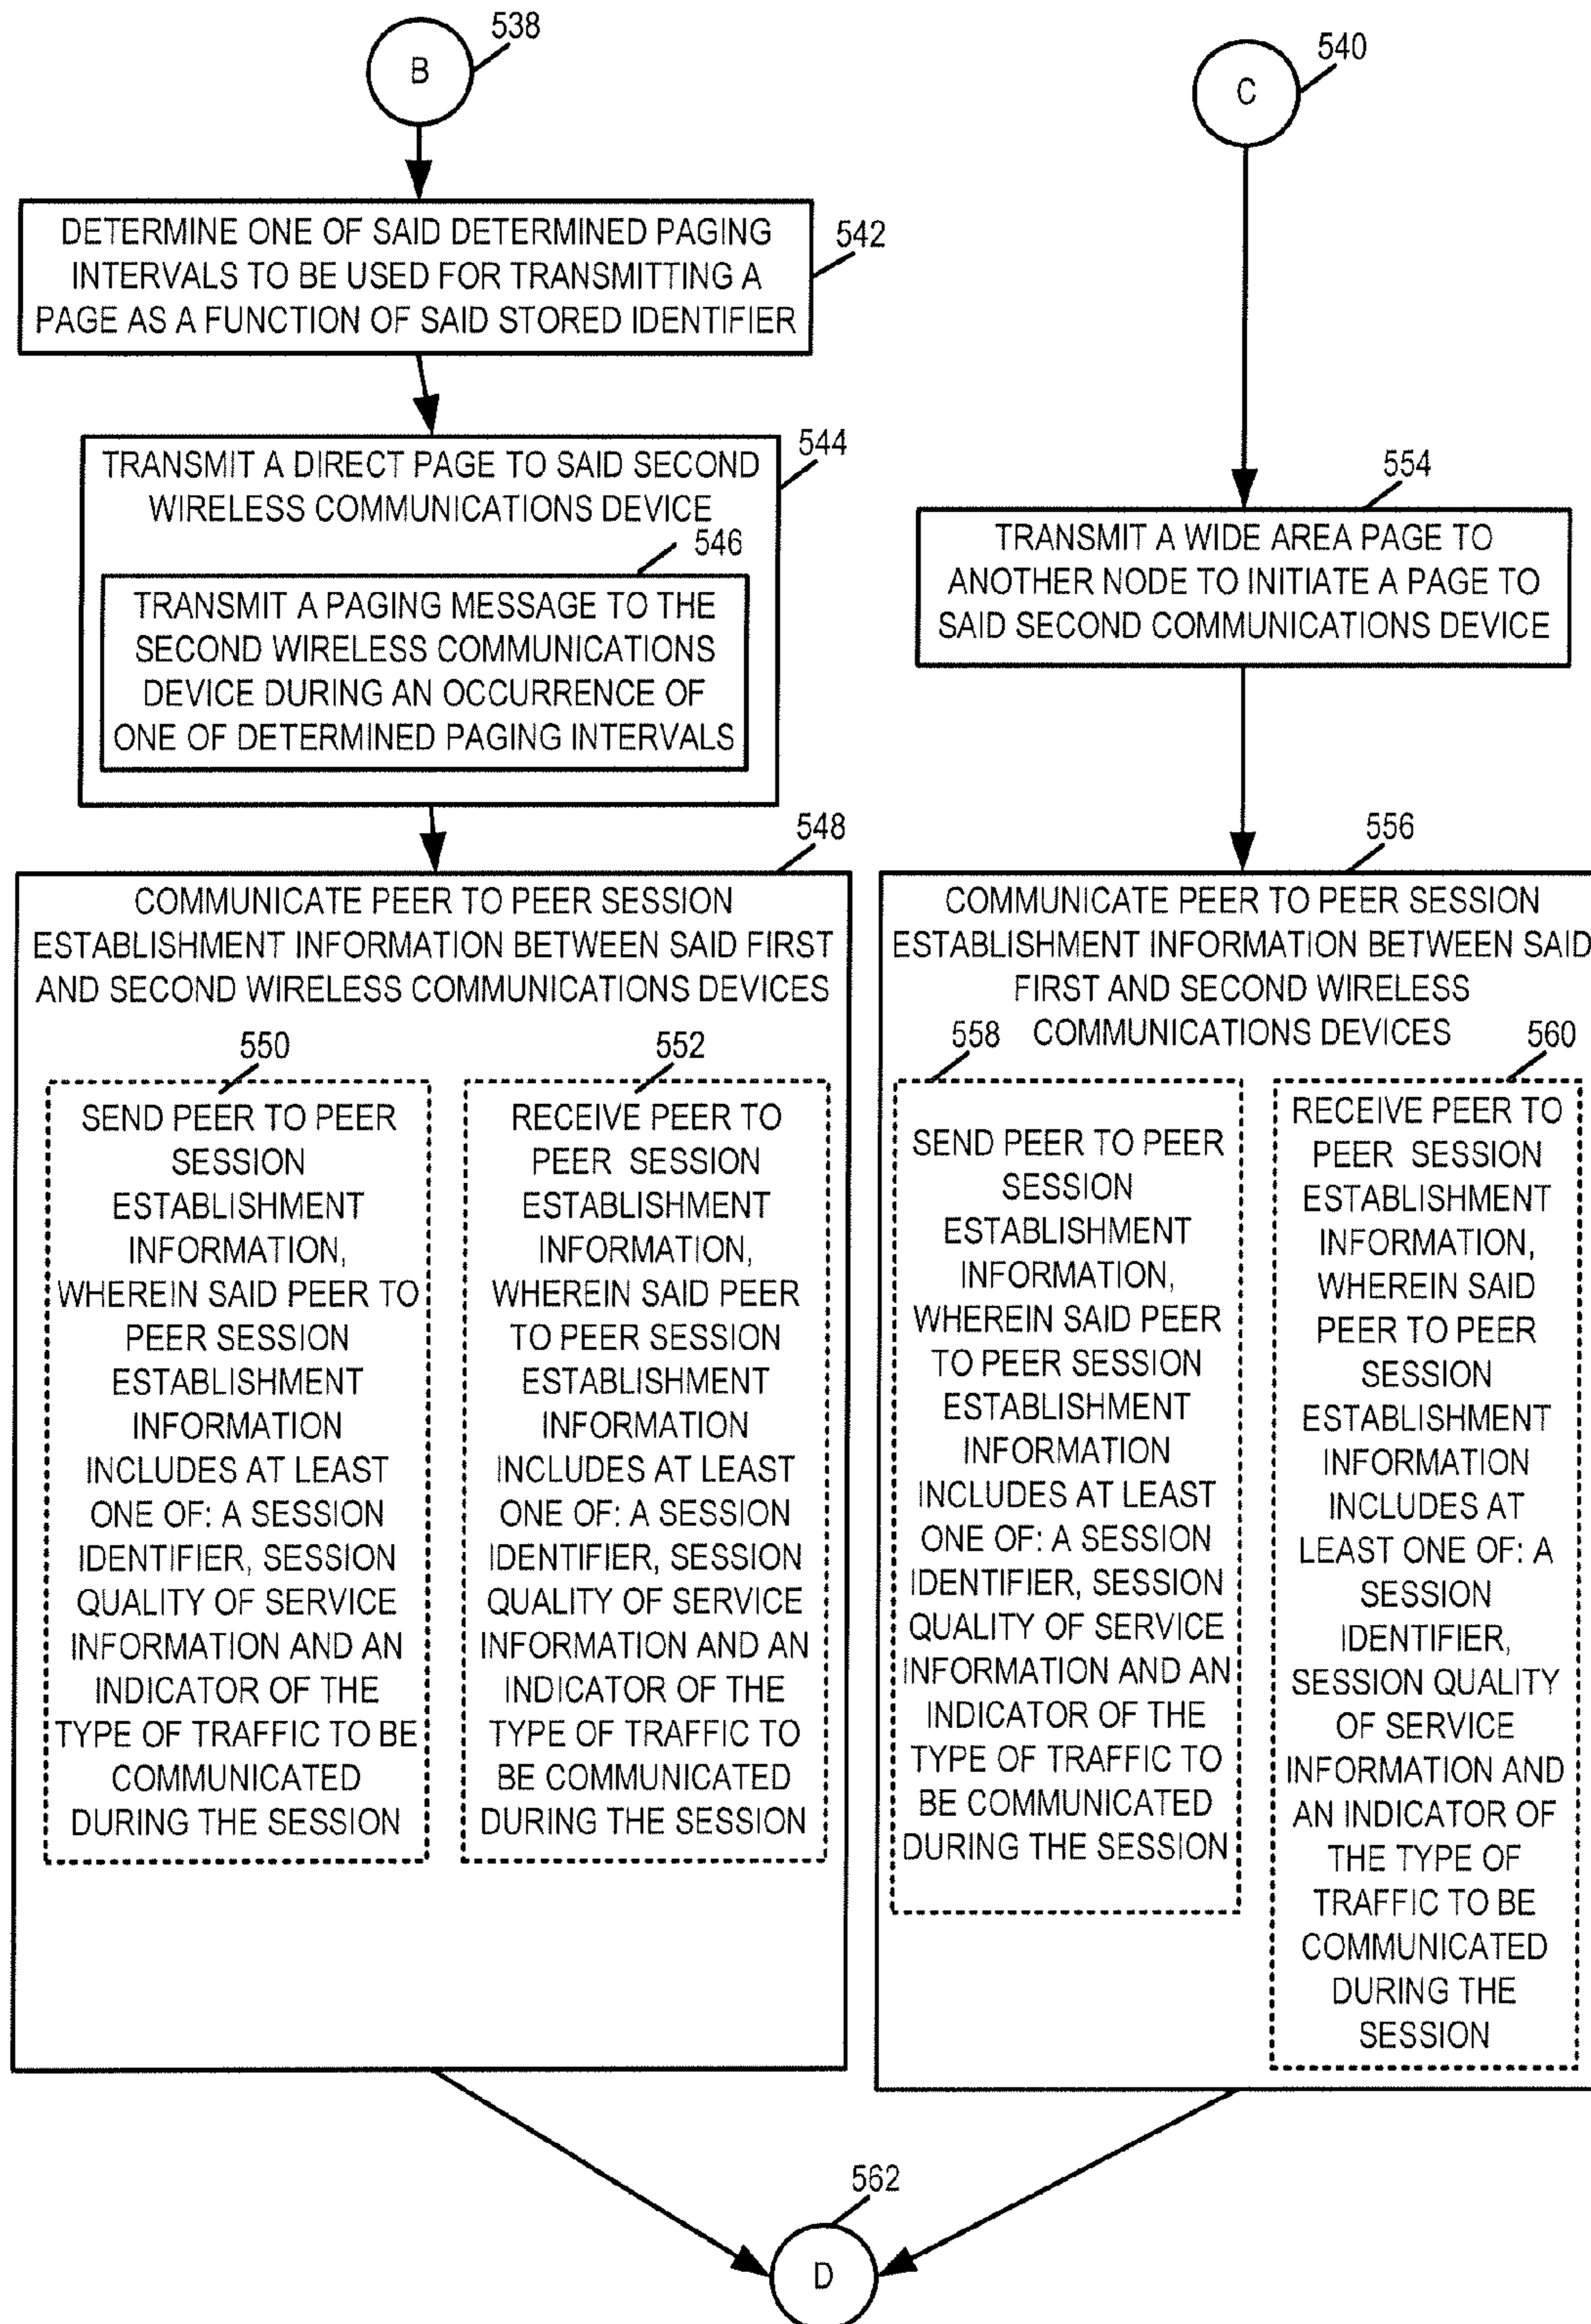 B
538
DETERMINE ONE OF SAID DETERMINED PAGING
INTERVALS TO BE USED FOR TRANSMITTING A
PAGE AS A FUNCTION OF SAID STORED IDENTIFIER
542
TRANSMIT A DIRECT PAGE TO SAID SECOND
WIRELESS COMMUNICATIONS DEVICE
544
546
TRANSMIT A PAGING MESSAGE TO THE
SECOND WIRELESS COMMUNICATIONS
DEVICE DURING AN OCCURRENCE OF
ONE OF DETERMINED PAGING INTERVALS
548
COMMUNICATE PEER TO PEER SESSION
ESTABLISHMENT INFORMATION BETWEEN SAID FIRST
AND SECOND WIRELESS COMMUNICATIONS DEVICES
550
SEND PEER TO PEER
SESSION
ESTABLISHMENT
INFORMATION,
WHEREIN SAID PEER TO
PEER SESSION
ESTABLISHMENT
INFORMATION
INCLUDES AT LEAST
ONE OF: A SESSION
IDENTIFIER, SESSION
QUALITY OF SERVICE
INFORMATION AND AN
INDICATOR OF THE
TYPE OF TRAFFIC TO BE
COMMUNICATED
DURING THE SESSION
552
RECEIVE PEER TO
PEER SESSION
ESTABLISHMENT
INFORMATION,
WHEREIN SAID PEER
TO PEER SESSION
ESTABLISHMENT
INFORMATION
INCLUDES AT LEAST
ONE OF: A SESSION
IDENTIFIER, SESSION
QUALITY OF SERVICE
INFORMATION AND AN
INDICATOR OF THE
TYPE OF TRAFFIC TO
BE COMMUNICATED
DURING THE SESSION
C
540
554
TRANSMIT A WIDE AREA PAGE TO
ANOTHER NODE TO INITIATE A PAGE TO
SAID SECOND COMMUNICATIONS DEVICE
556
COMMUNICATE PEER TO PEER SESSION
ESTABLISHMENT INFORMATION BETWEEN SAID
FIRST AND SECOND WIRELESS
COMMUNICATIONS DEVICES
558
SEND PEER TO PEER
SESSION
ESTABLISHMENT
INFORMATION,
WHEREIN SAID PEER
TO PEER SESSION
ESTABLISHMENT
INFORMATION
INCLUDES AT LEAST
ONE OF: A SESSION
IDENTIFIER, SESSION
QUALITY OF SERVICE
INFORMATION AND AN
INDICATOR OF THE
TYPE OF TRAFFIC TO
BE COMMUNICATED
DURING THE SESSION
560
RECEIVE PEER TO
PEER SESSION
ESTABLISHMENT
INFORMATION,
WHEREIN SAID
PEER TO PEER
SESSION
ESTABLISHMENT
INFORMATION
INCLUDES AT
LEAST ONE OF: A
SESSION
IDENTIFIER,
SESSION QUALITY
OF SERVICE
INFORMATION AND
AN INDICATOR OF
THE TYPE OF
TRAFFIC TO BE
COMMUNICATED
DURING THE
SESSION
562
D